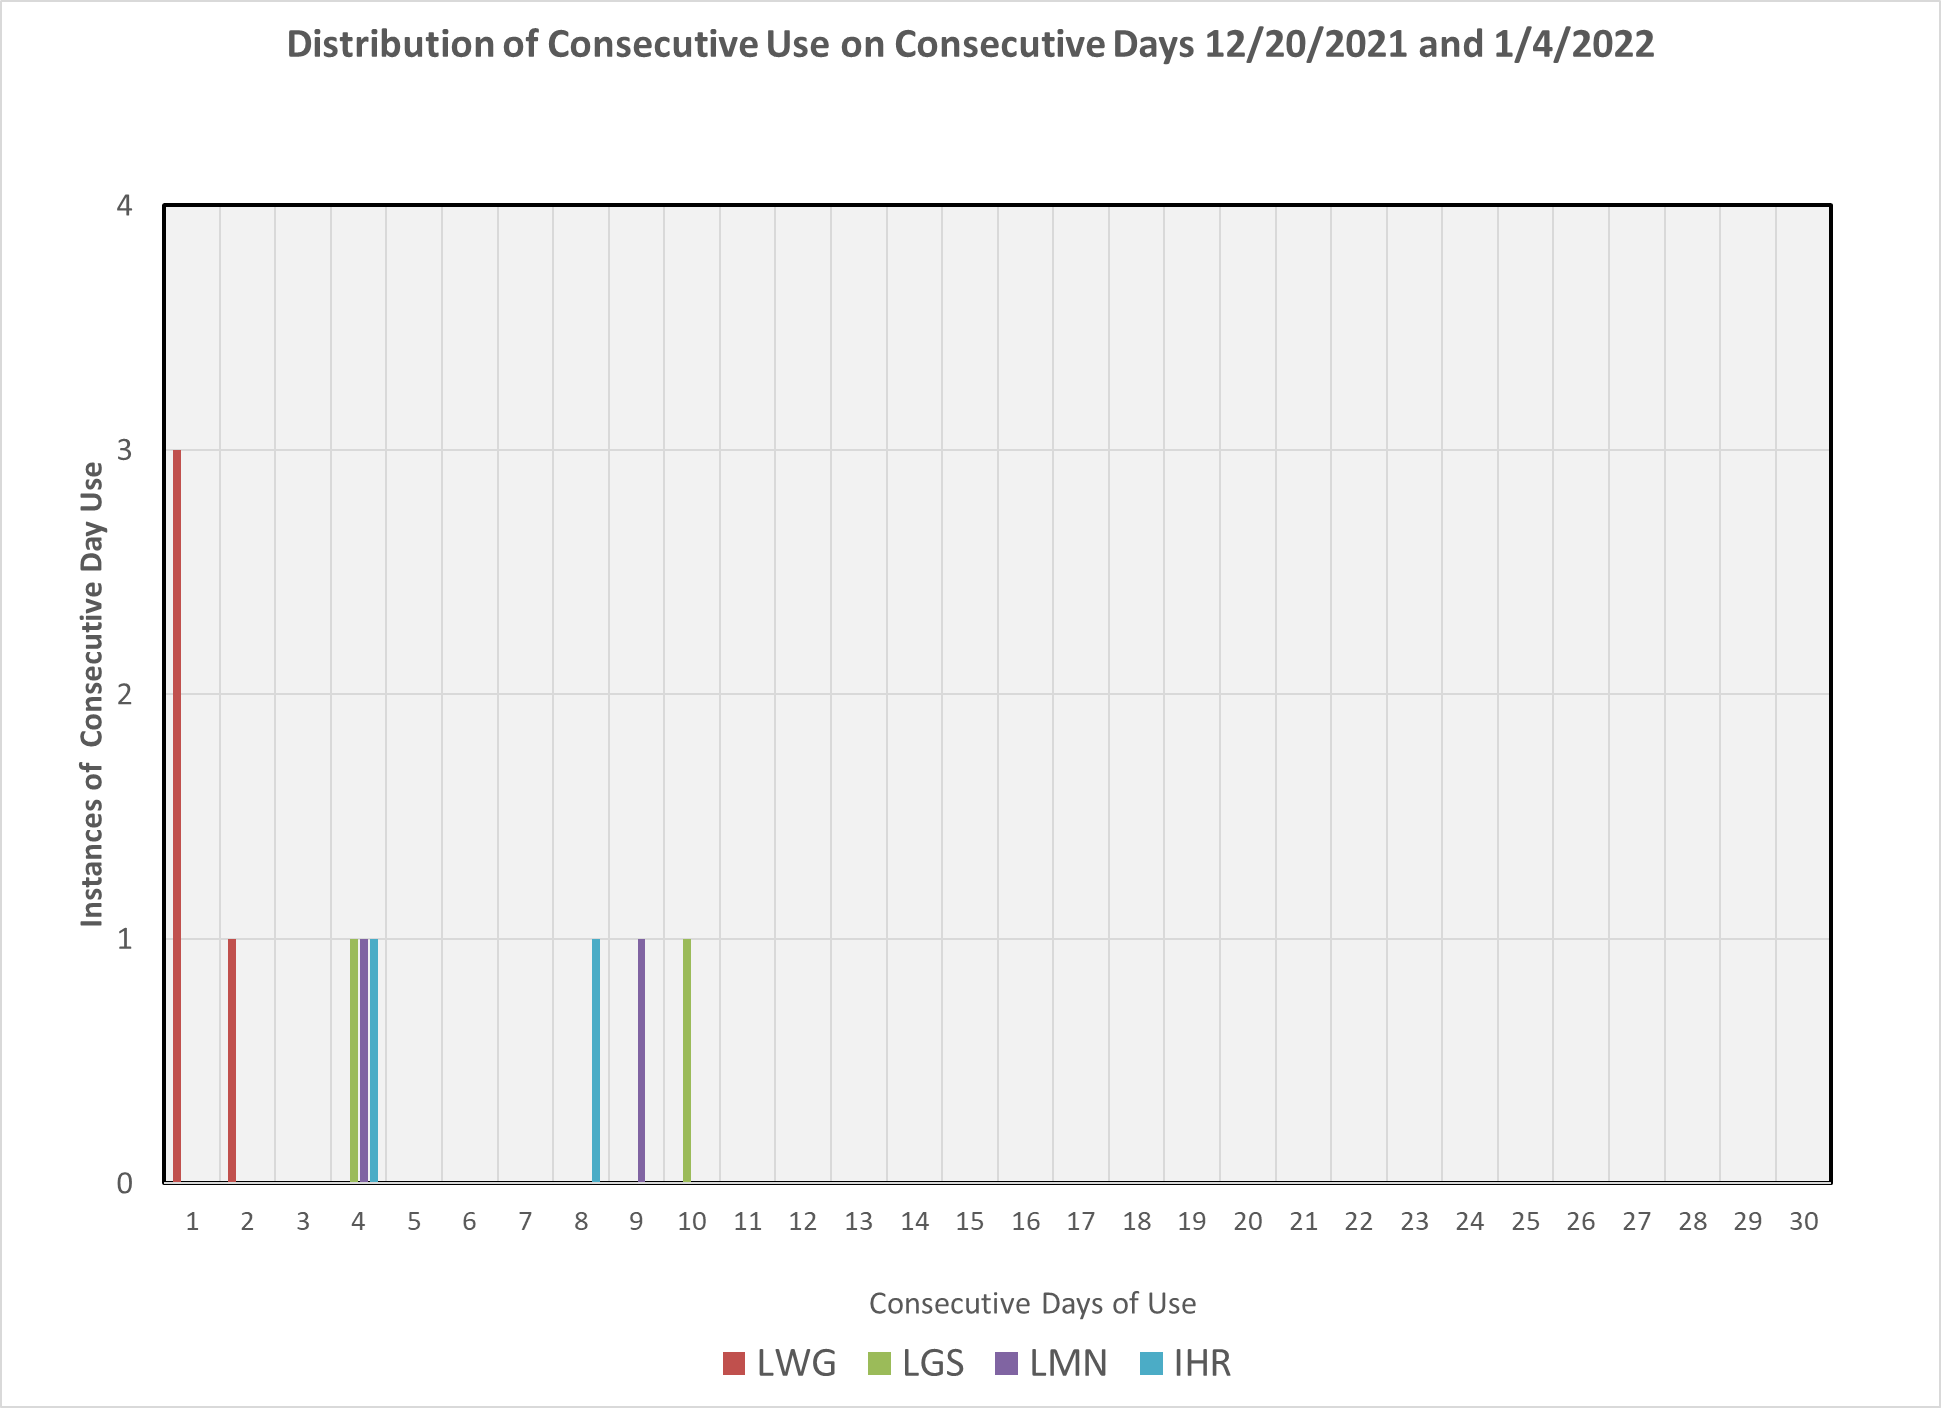 Distribution of Consecutive Use on Consecutive Days 12/20/2021 and 1/4/2022
Instances of Consecutive Day Use
4
3
2
1
0
1 2 3 4 5 6 7 8 9 10 11 12 13 14 15 16 17 18 19 20 21 22 23 24 25 26 27 28 29 30
Consecutive Days of Use
LWG LGS LMN IHR